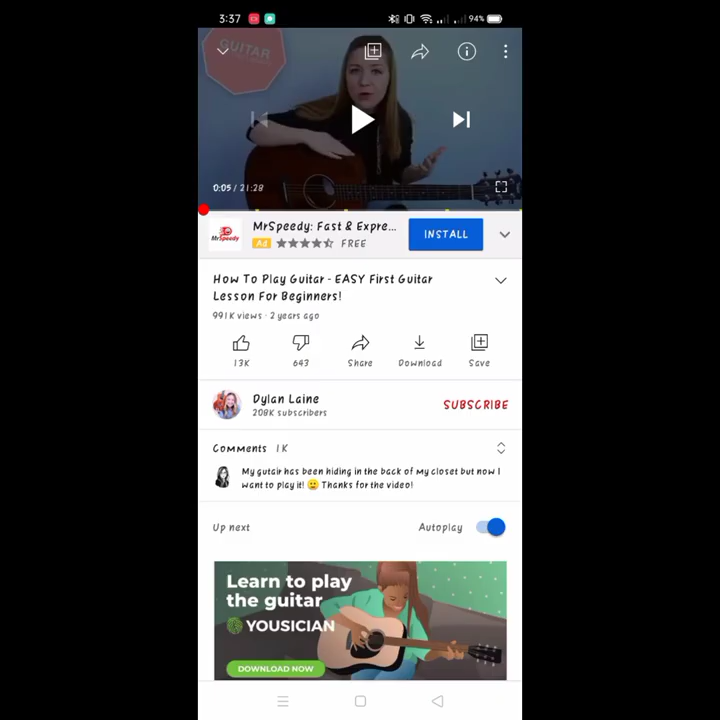 3:37
94%
GUITAR
0:05 / 21:28
MrSpeedy
MrSpeedy: Fast & Expre...
Ad
FREE
INSTALL
How To Play Guitar - EASY First Guitar
Lesson For Beginners!
991K views · 2 years ago
13K
643
Share
Download
Save
Dylan Laine
208K subscribers
SUBSCRIBE
Comments 1K
My gutair has been hiding in the back of my closet but now I
want to play it! 😀 Thanks for the video!
Up next
Autoplay
Learn to play
the guitar
YOUSICIAN
DOWNLOAD NOW